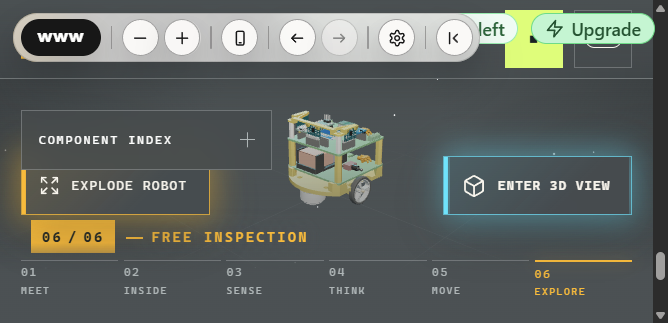 www
left
Upgrade
COMPONENT INDEX
EXPLODE ROBOT
ENTER 3D VIEW
06 / 06
FREE INSPECTION
01
MEET
02
INSIDE
03
SENSE
04
THINK
05
MOVE
06
EXPLORE